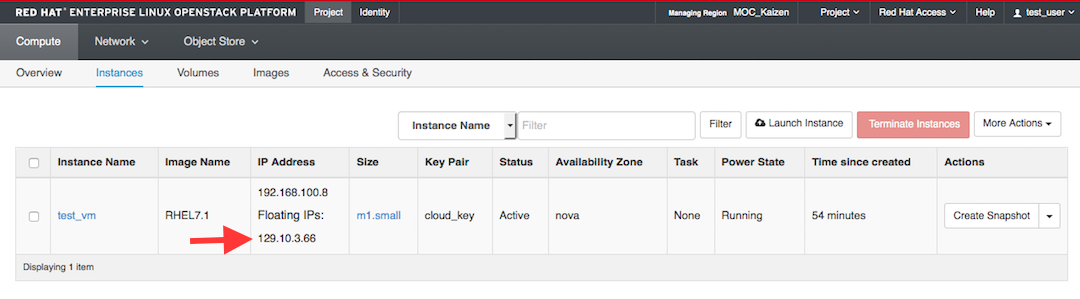 RED HAT® ENTERPRISE LINUX OPENSTACK PLATFORM Project Identity Managing Region MOC_Kaizen Project Red Hat Access Help test_user
Compute Network Object Store
Overview Instances Volumes Images Access & Security
Instance Name Filter Filter Launch Instance Terminate Instances More Actions
Instance Name Image Name IP Address Size Key Pair Status Availability Zone Task Power State Time since created Actions
192.168.100.8
test_vm RHEL7.1 Floating IPs: m1.small cloud_key Active nova None Running 54 minutes Create Snapshot
129.10.3.66
Displaying 1 item